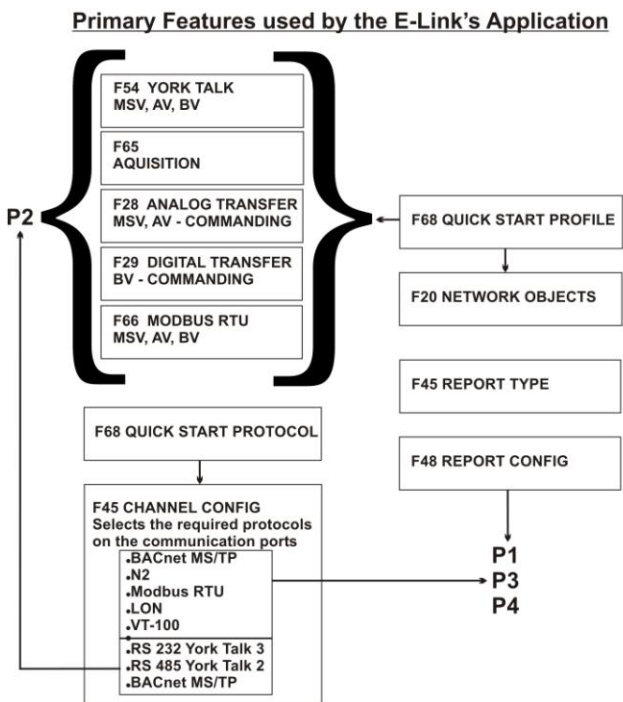 Primary Features used by the E-Link's Application
F54 YORK TALK
MSV, AV, BV
F65
AQUISITION
F28 ANALOG TRANSFER
MSV, AV - COMMANDING
F29 DIGITAL TRANSFER
BV - COMMANDING
F66 MODBUS RTU
MSV, AV, BV
P2
F68 QUICK START PROFILE
F20 NETWORK OBJECTS
F45 REPORT TYPE
F48 REPORT CONFIG
F68 QUICK START PROTOCOL
F45 CHANNEL CONFIG
Selects the required protocols
on the communication ports
•BACnet MS/TP
•N2
•Modbus RTU
•LON
•VT-100
•
•RS 232 York Talk 3
•RS 485 York Talk 2
•BACnet MS/TP
P1
P3
P4